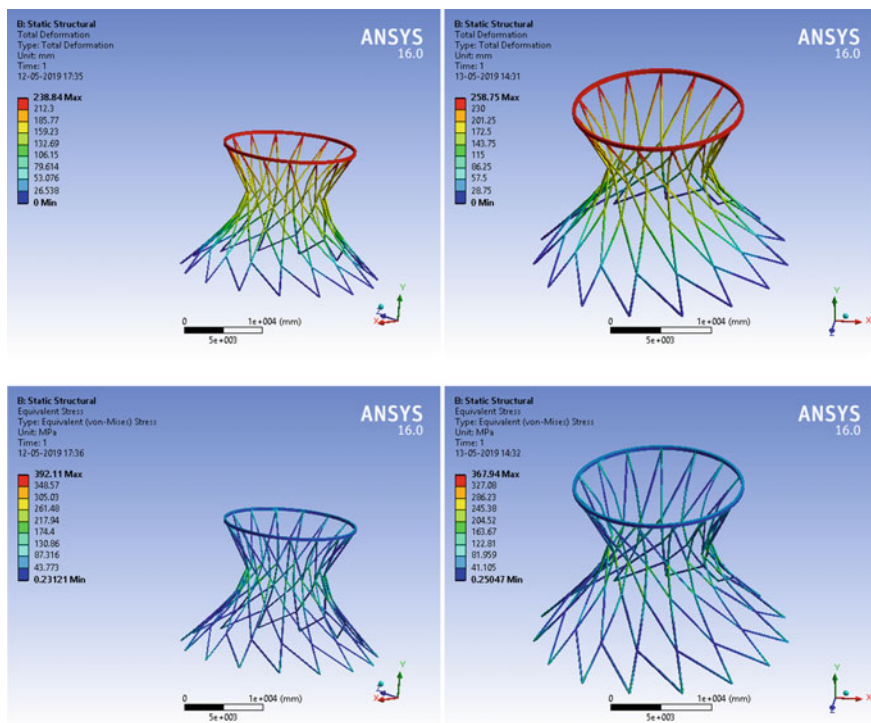 B: Static Structural
Total Deformation
Type: Total Deformation
Unit: mm
Time: 1
12-05-2019 17:35
238.84 Max
212.3
185.77
159.23
132.69
106.15
79.614
53.076
26.538
0 Min
ANSYS
16.0
0
1e+004 (mm)
5e+003
Y
Z
X
B: Static Structural
Total Deformation
Type: Total Deformation
Unit: mm
Time: 1
13-05-2019 14:31
258.75 Max
230
201.25
172.5
143.75
115
86.25
57.5
28.75
0 Min
ANSYS
16.0
0
1e+004 (mm)
5e+003
Y
X
Z
B: Static Structural
Equivalent Stress
Type: Equivalent (von-Mises) Stress
Unit: MPa
Time: 1
12-05-2019 17:36
392.11 Max
348.57
305.03
261.48
217.94
174.4
130.86
87.316
43.773
0.23121 Min
ANSYS
16.0
0
1e+004 (mm)
5e+003
Y
Z
X
B: Static Structural
Equivalent Stress
Type: Equivalent (von-Mises) Stress
Unit: MPa
Time: 1
13-05-2019 14:32
367.94 Max
327.08
286.23
245.38
204.52
163.67
122.81
81.959
41.105
0.25047 Min
ANSYS
16.0
0
1e+004 (mm)
5e+003
Y
X
Z